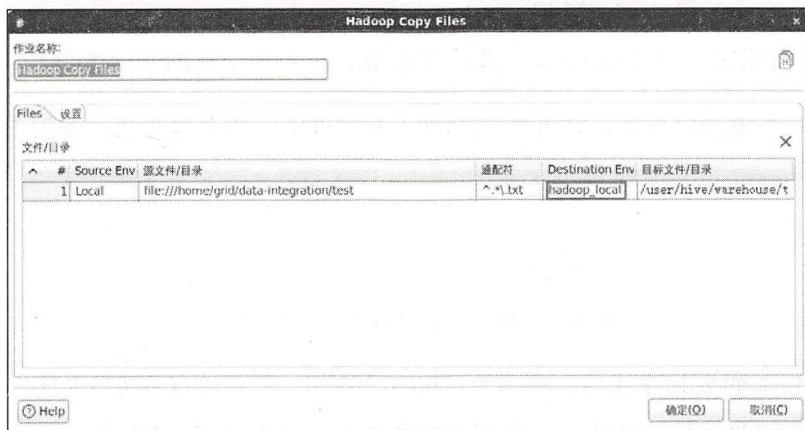 Hadoop Copy Files
作业名称:
Hadoop Copy Files
Files 设置
文件/目录
# Source Env 源文件/目录 通配符 Destination Env 目标文件/目录
1 Local file:///home/grid/data-integration/test ^.*\.txt hadoop_local /user/hive/warehouse/t
Help 确定(O) 取消(C)